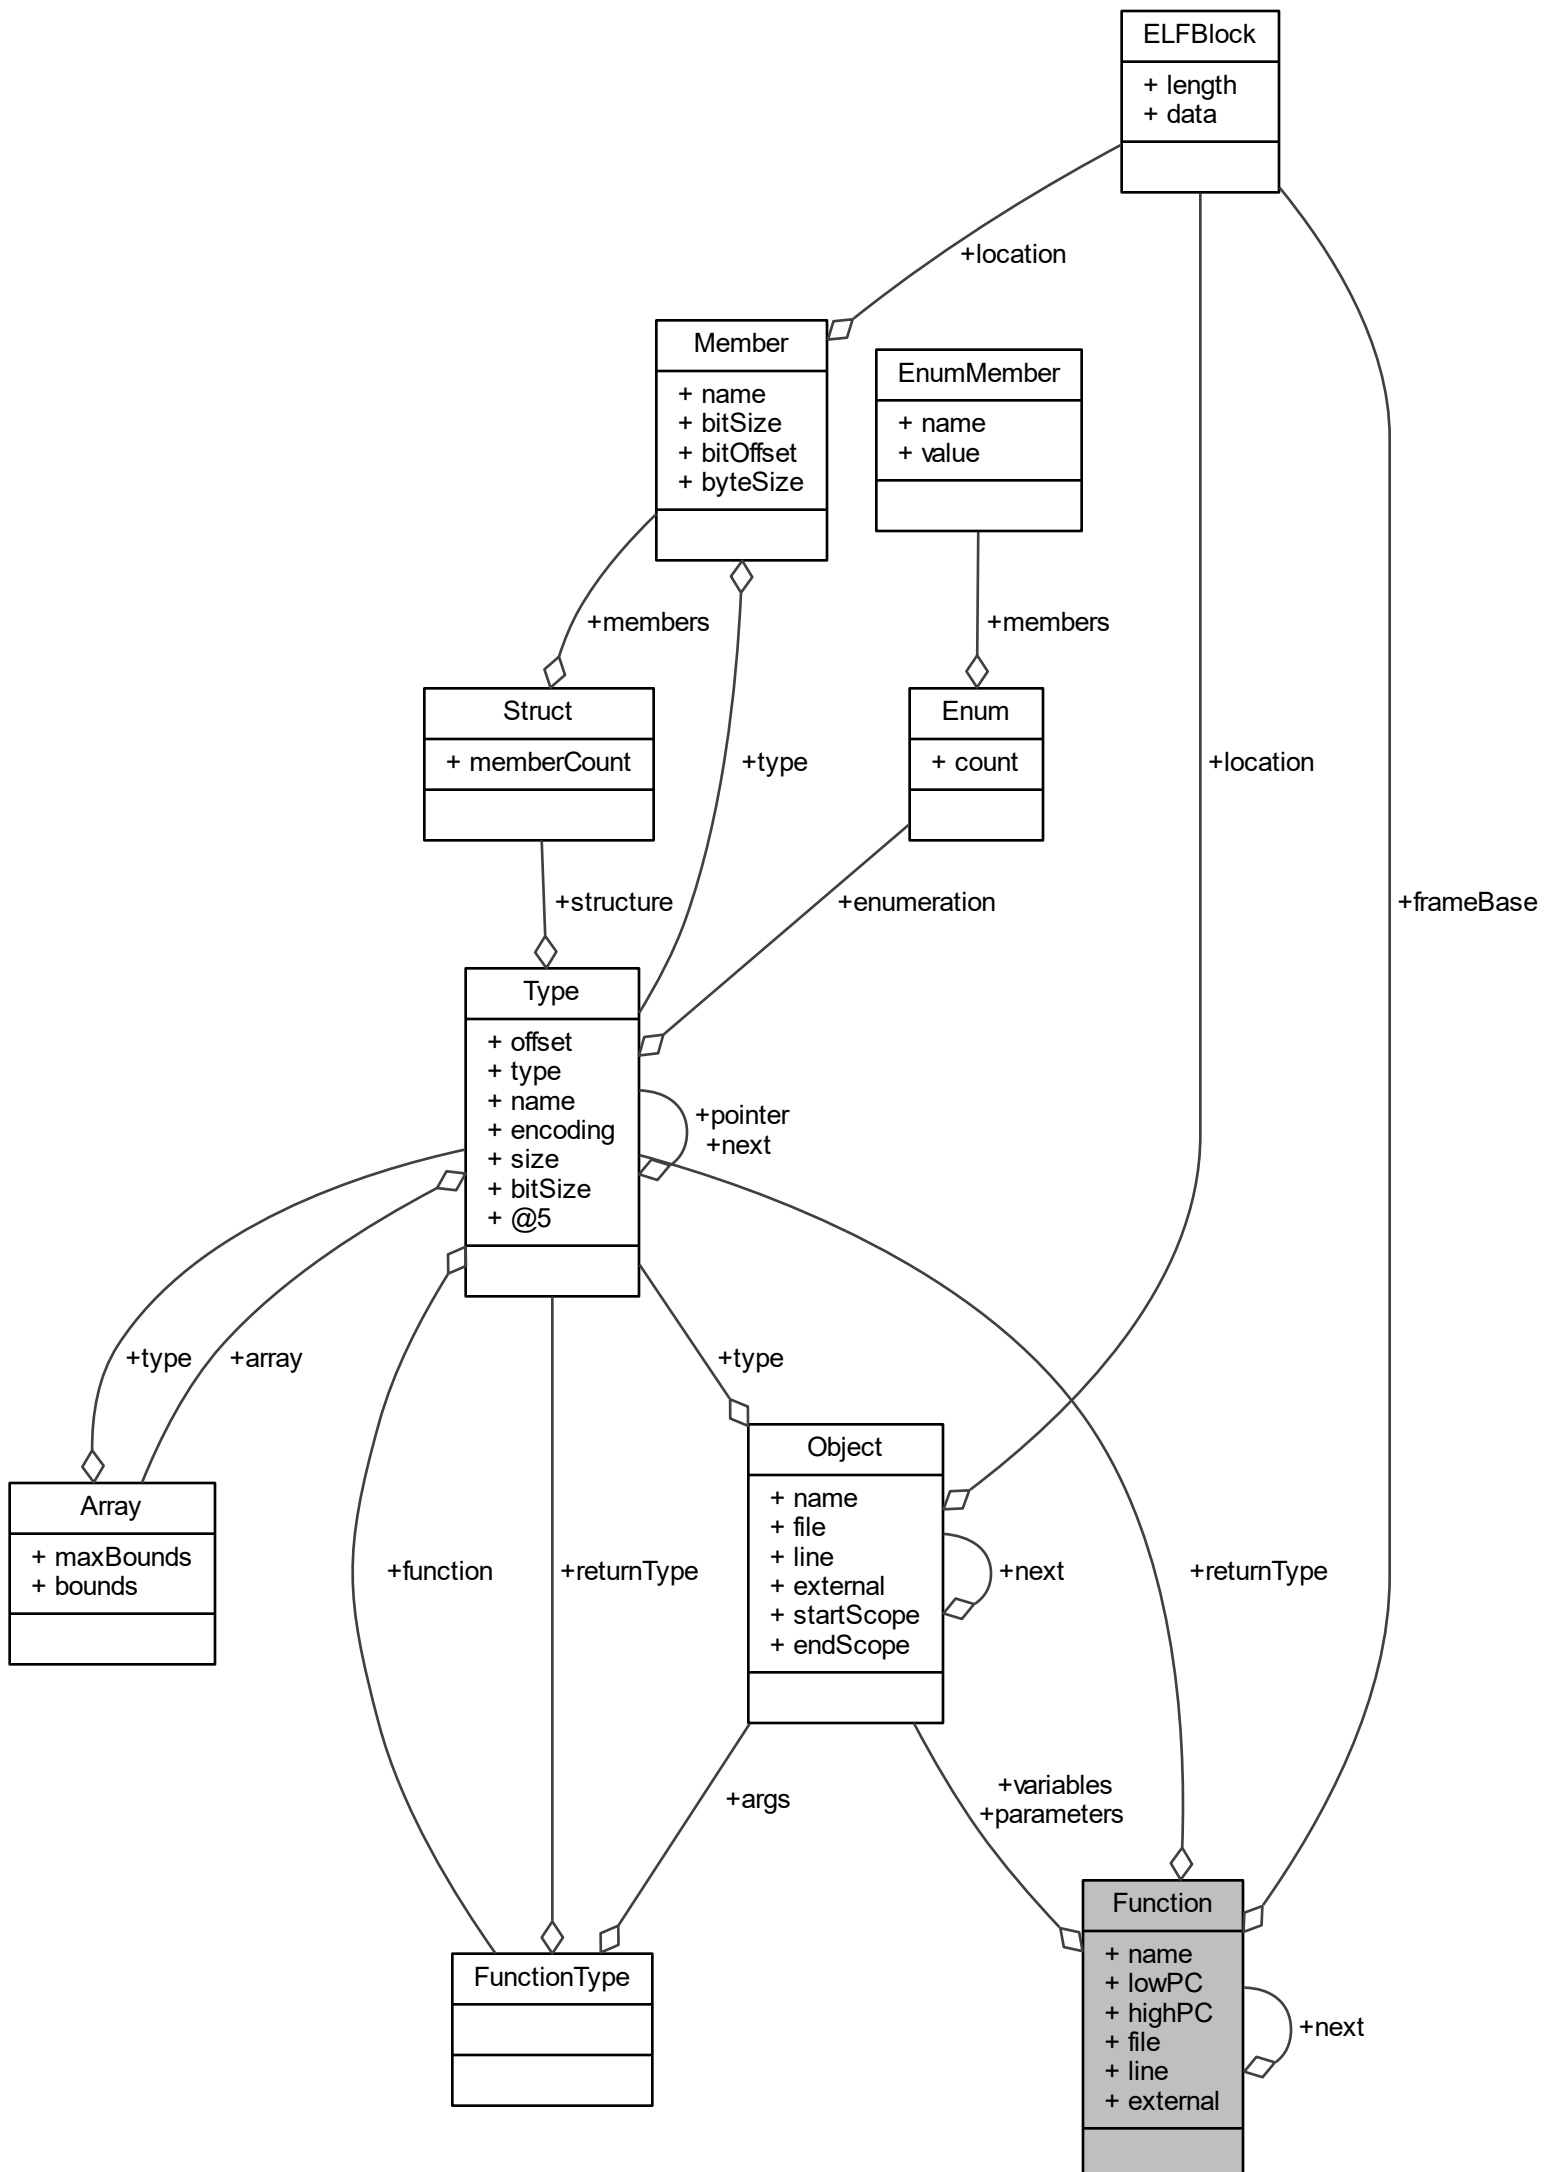 ELFBlock
+ length
+ data
+location
Member
+ name
+ bitSize
+ bitOffset
+ byteSize
EnumMember
+ name
+ value
+members
+members
Struct
+ memberCount
+type
Enum
+ count
+location
+structure
+enumeration
+frameBase
Type
+ offset
+ type
+ name
+ encoding
+ size
+ bitSize
+ @5
+pointer
+next
+type
+array
+type
Object
+ name
+ file
+ line
+ external
+ startScope
+ endScope
+next
Array
+ maxBounds
+ bounds
+function
+returnType
+returnType
+args
+variables
+parameters
Function
+ name
+ lowPC
+ highPC
+ file
+ line
+ external
+next
FunctionType